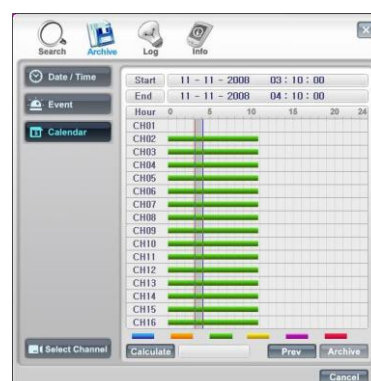 Search Archive Log Info
Date / Time
Event
Calendar
Start 11 - 11 - 2008 03 : 10 : 00
End 11 - 11 - 2008 04 : 10 : 00
Hour 0 5 10 15 20 24
CH01
CH02
CH03
CH04
CH05
CH06
CH07
CH08
CH09
CH10
CH11
CH12
CH13
CH14
CH15
CH16
Select Channel
Calculate Prev Archive
Cancel